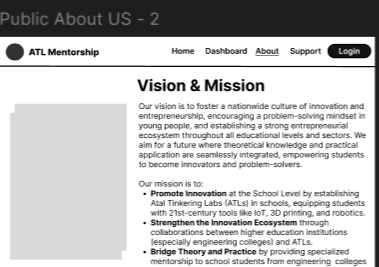 Public About US - 2
ATL Mentorship
Home Dashboard About Support Login
Vision & Mission
Our vision is to foster a nationwide culture of innovation and
entrepreneurship, encouraging a problem-solving mindset in
young people, and establishing a strong entrepreneurial
ecosystem throughout all educational levels and sectors. We
aim for a future where theoretical knowledge and practical
application are seamlessly integrated, empowering students
to become innovators and problem-solvers.
Our mission is to:
• Promote Innovation at the School Level by establishing
Atal Tinkering Labs (ATLs) in schools, equipping students
with 21st-century tools like IoT, 3D printing, and robotics.
• Strengthen the Innovation Ecosystem through
collaborations between higher education institutions
(especially engineering colleges) and ATLs.
• Bridge Theory and Practice by providing specialized
mentorship to school students from engineering colleges